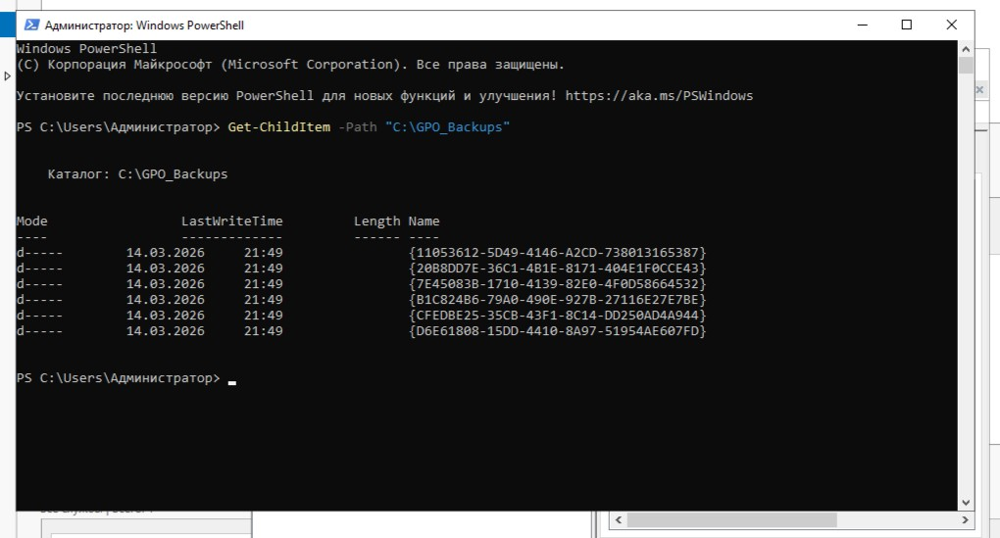 Администратор: Windows PowerShell
Windows PowerShell
(C) Корпорация Майкрософт (Microsoft Corporation). Все права защищены.
Установите последнюю версию PowerShell для новых функций и улучшения! https://aka.ms/PSWindows
PS C:\Users\Администратор> Get-ChildItem -Path "C:\GPO_Backups"
Каталог: C:\GPO_Backups
Mode LastWriteTime Length Name
---- ------------- ------ ----
d----- 14.03.2026 21:49 {11053612-5D49-4146-A2CD-738013165387}
d----- 14.03.2026 21:49 {20B8DD7E-36C1-4B1E-8171-404E1F0CCE43}
d----- 14.03.2026 21:49 {7E45083B-1710-4139-82E0-4F0D58664532}
d----- 14.03.2026 21:49 {B1C824B6-79A0-490E-927B-27116E27E7BE}
d----- 14.03.2026 21:49 {CFEDBE25-35CB-43F1-8C14-DD250AD4A944}
d----- 14.03.2026 21:49 {D6E61808-15DD-4410-8A97-51954AE607FD}
PS C:\Users\Администратор>